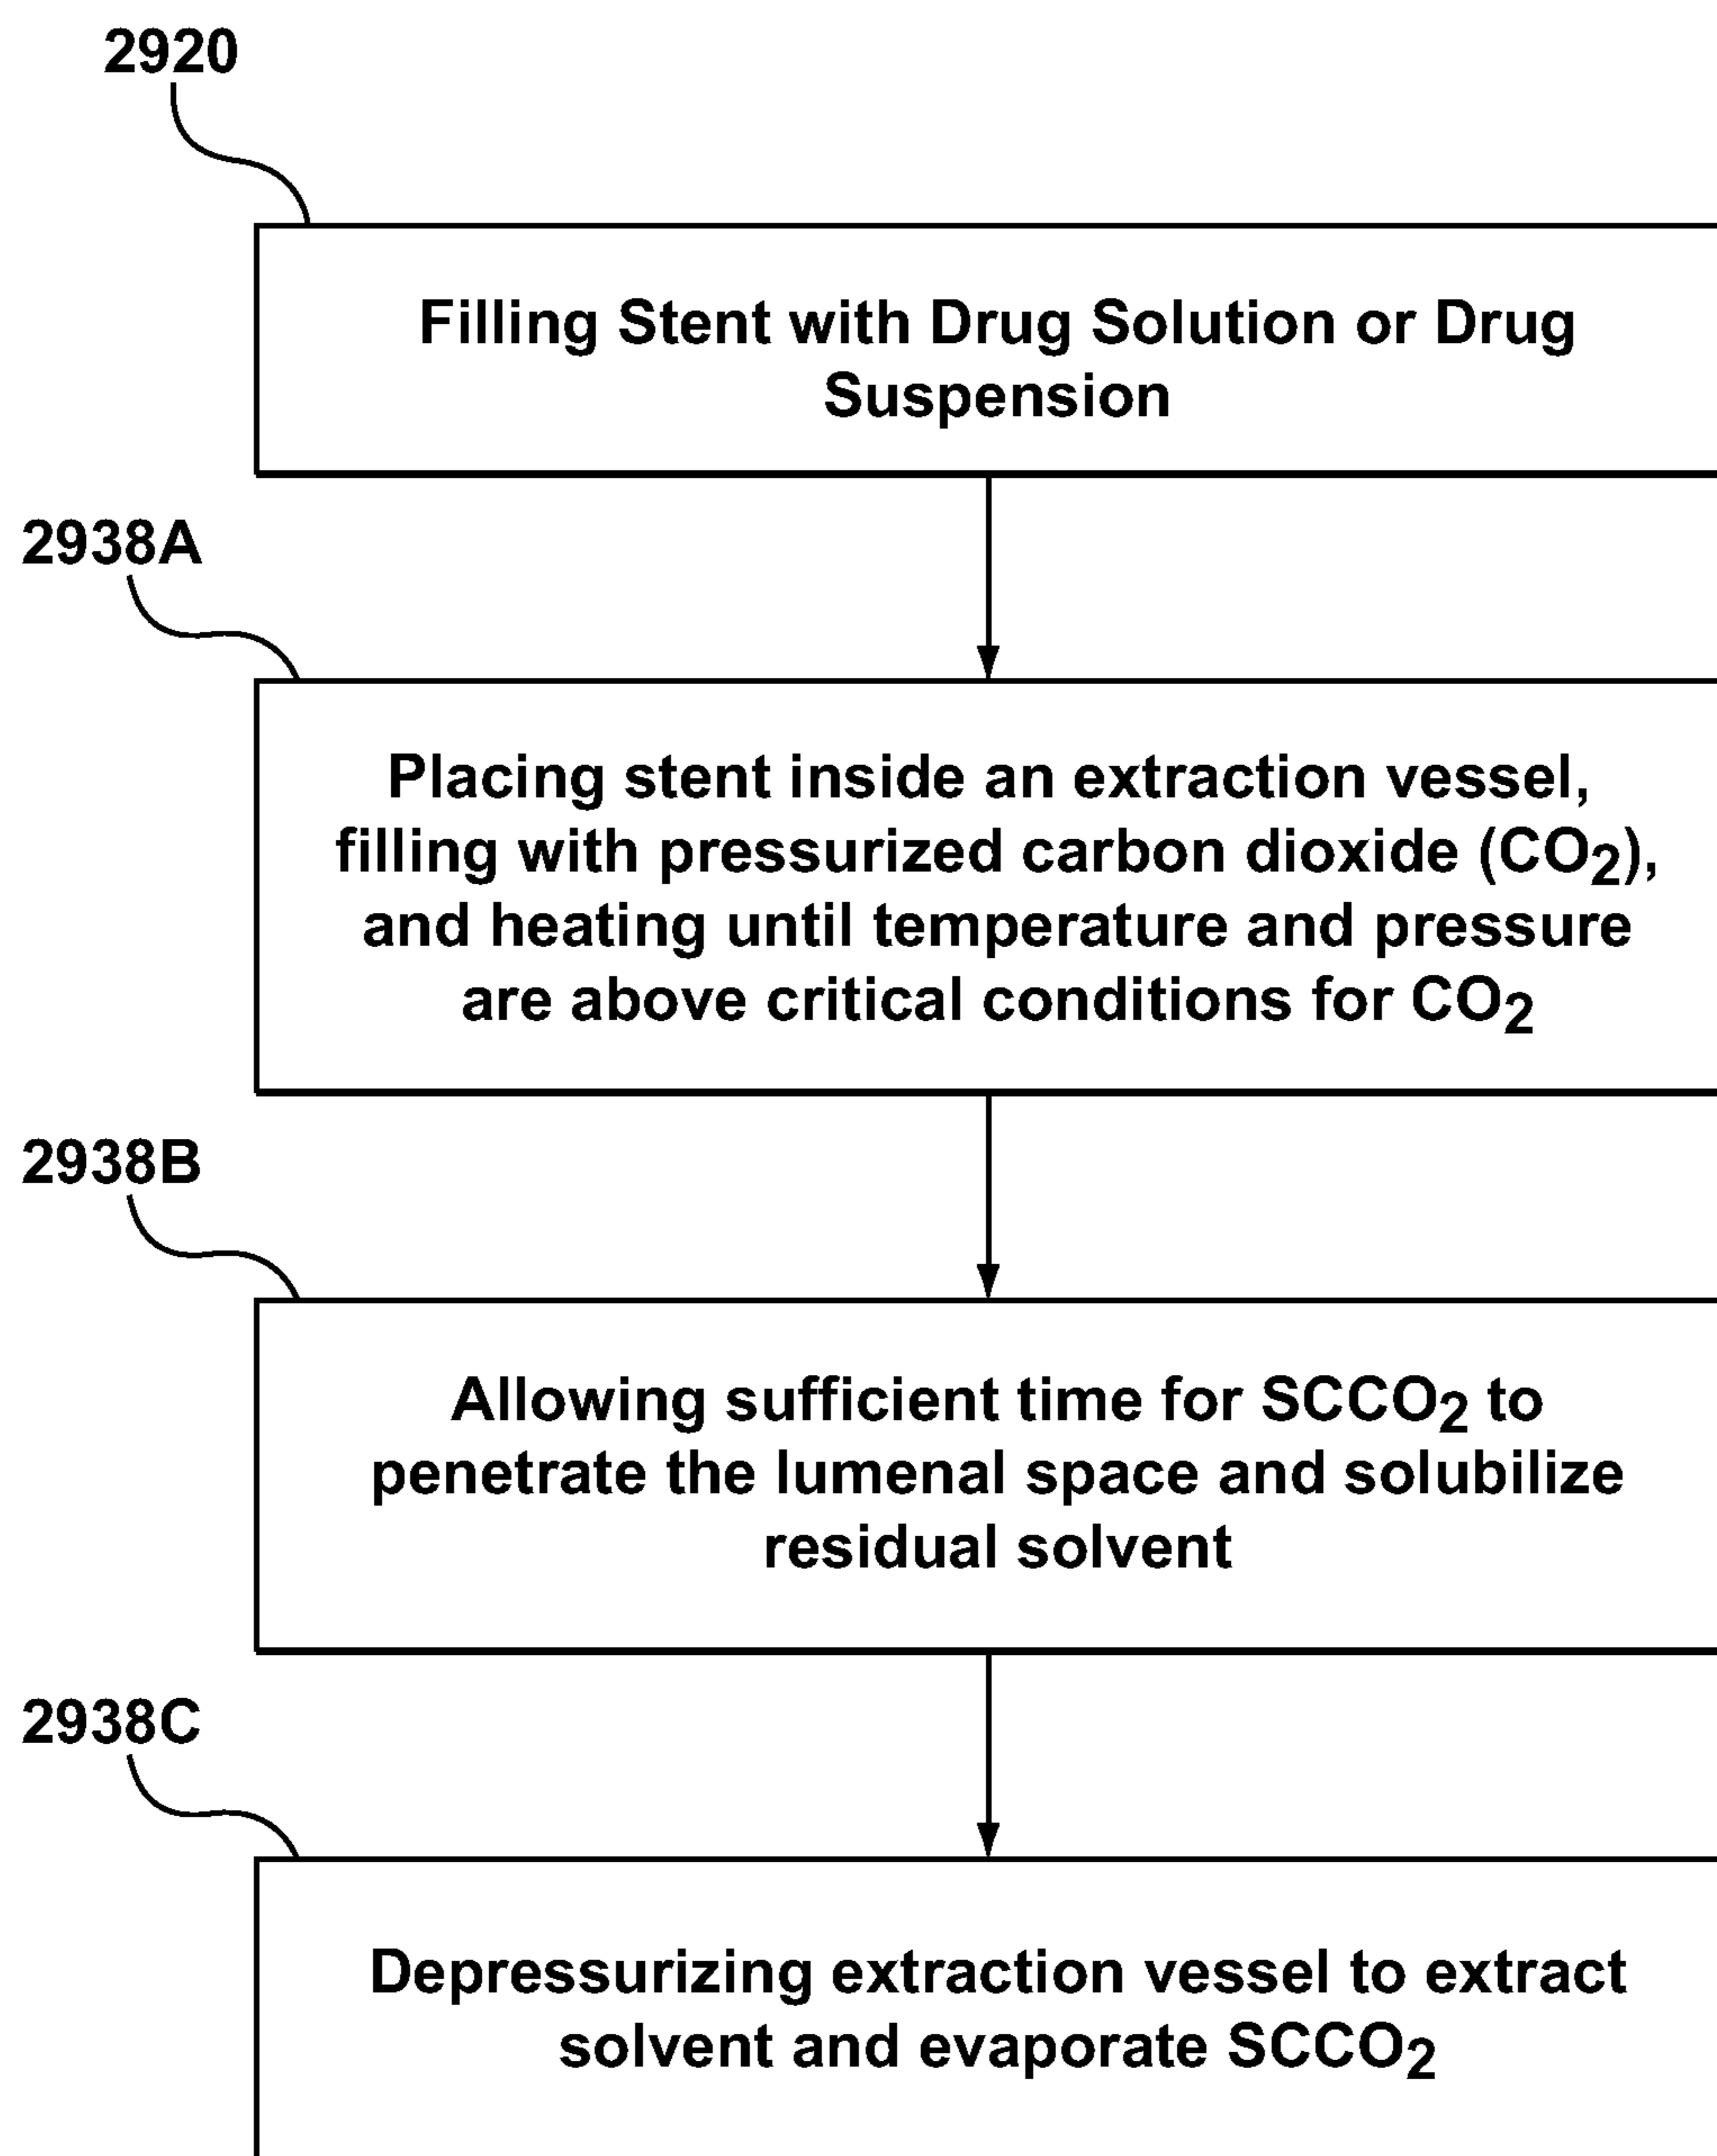 2920
Filling Stent with Drug Solution or Drug
Suspension
2938A
Placing stent inside an extraction vessel,
filling with pressurized carbon dioxide (CO₂),
and heating until temperature and pressure
are above critical conditions for CO₂
2938B
Allowing sufficient time for SCCO₂ to
penetrate the lumenal space and solubilize
residual solvent
2938C
Depressurizing extraction vessel to extract
solvent and evaporate SCCO₂